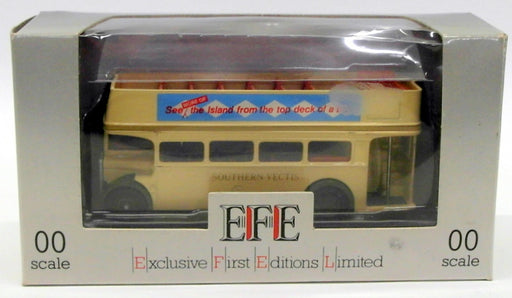 See the Island from the top deck of a
SOUTHERN VECTIS
EFE
00 scale
Exclusive First Editions Limited
00 scale